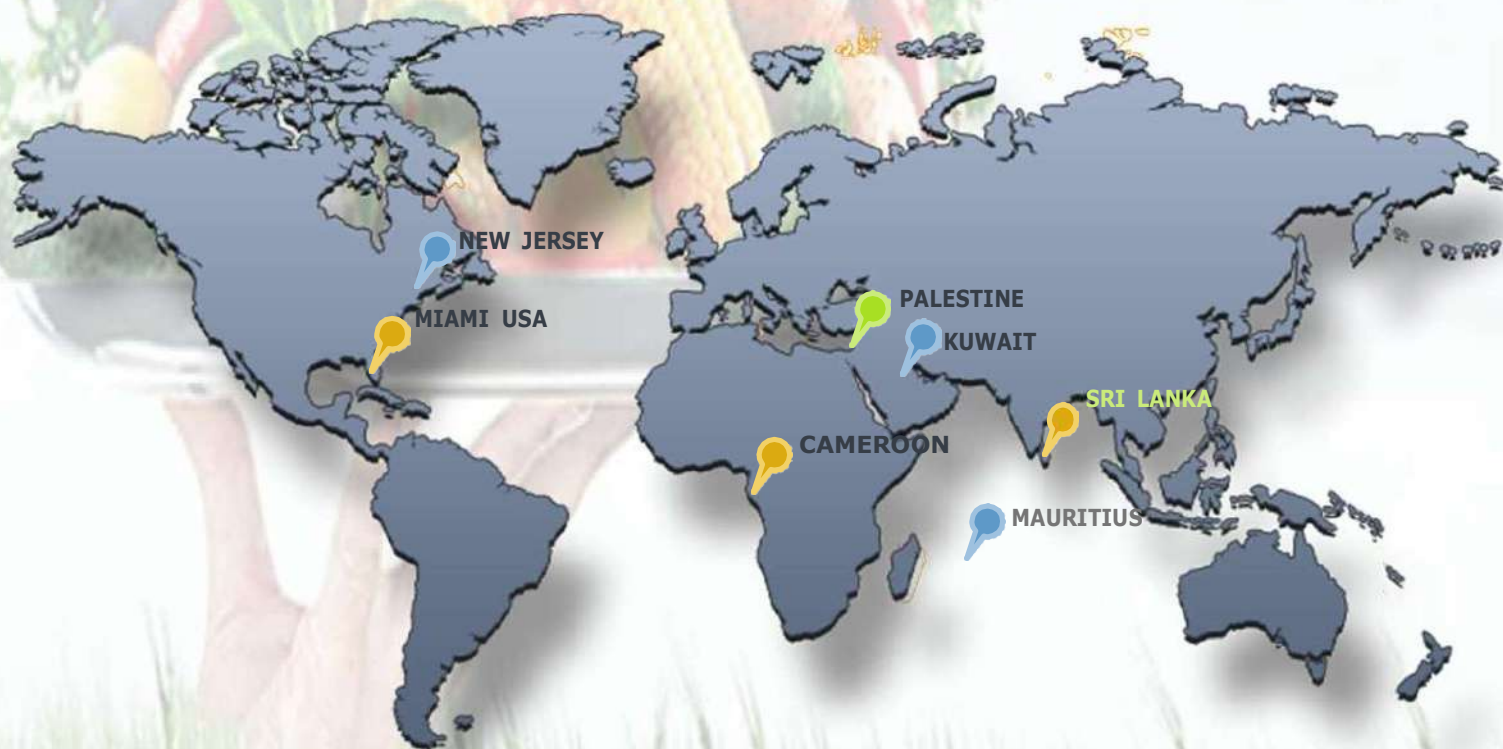 NEW JERSEY
PALESTINE
MIAMI USA
KUWAIT
SRI LANKA
CAMEROON
MAURITIUS